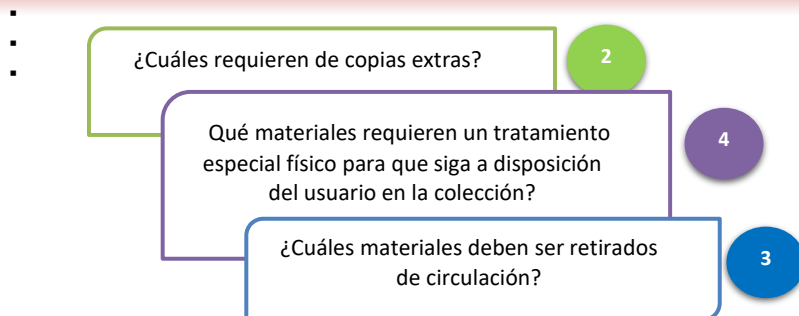 ¿Cuáles requieren de copias extras?
2
Qué materiales requieren un tratamiento
especial físico para que siga a disposición
del usuario en la colección?
4
¿Cuáles materiales deben ser retirados
de circulación?
3